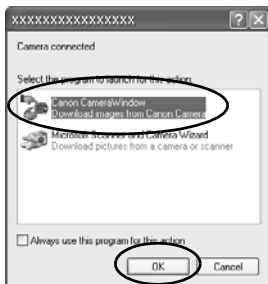 xxxxxxxxxxxxxxxxx
Camera connected
Select the program to launch for this action:
Canon CameraWindow
Download images from Canon Camera
Microsoft Scanner and Camera Wizard
Download pictures from a camera or scanner
Always use this program for this action
OK
Cancel